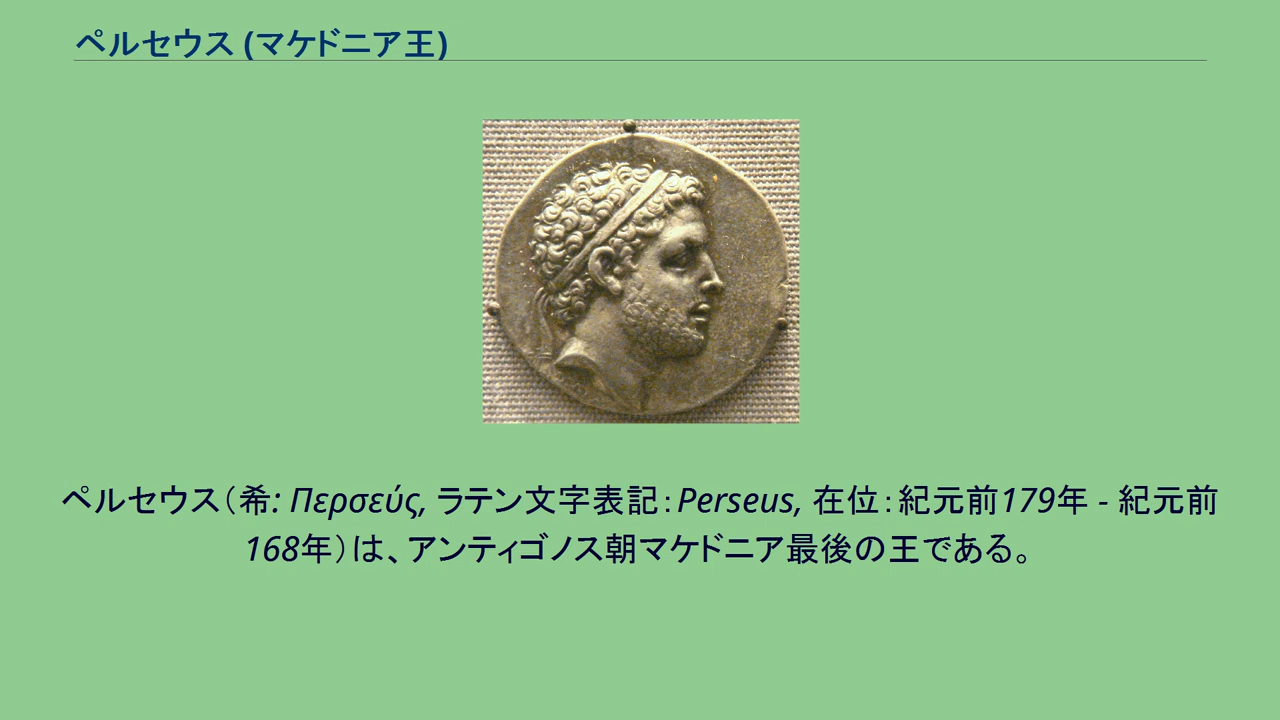 ペルセウス (マケドニア王)
ペルセウス（希: Περσεύς, ラテン文字表記：Perseus, 在位：紀元前179年 - 紀元前
168年）は、アンティゴノス朝マケドニア最後の王である。